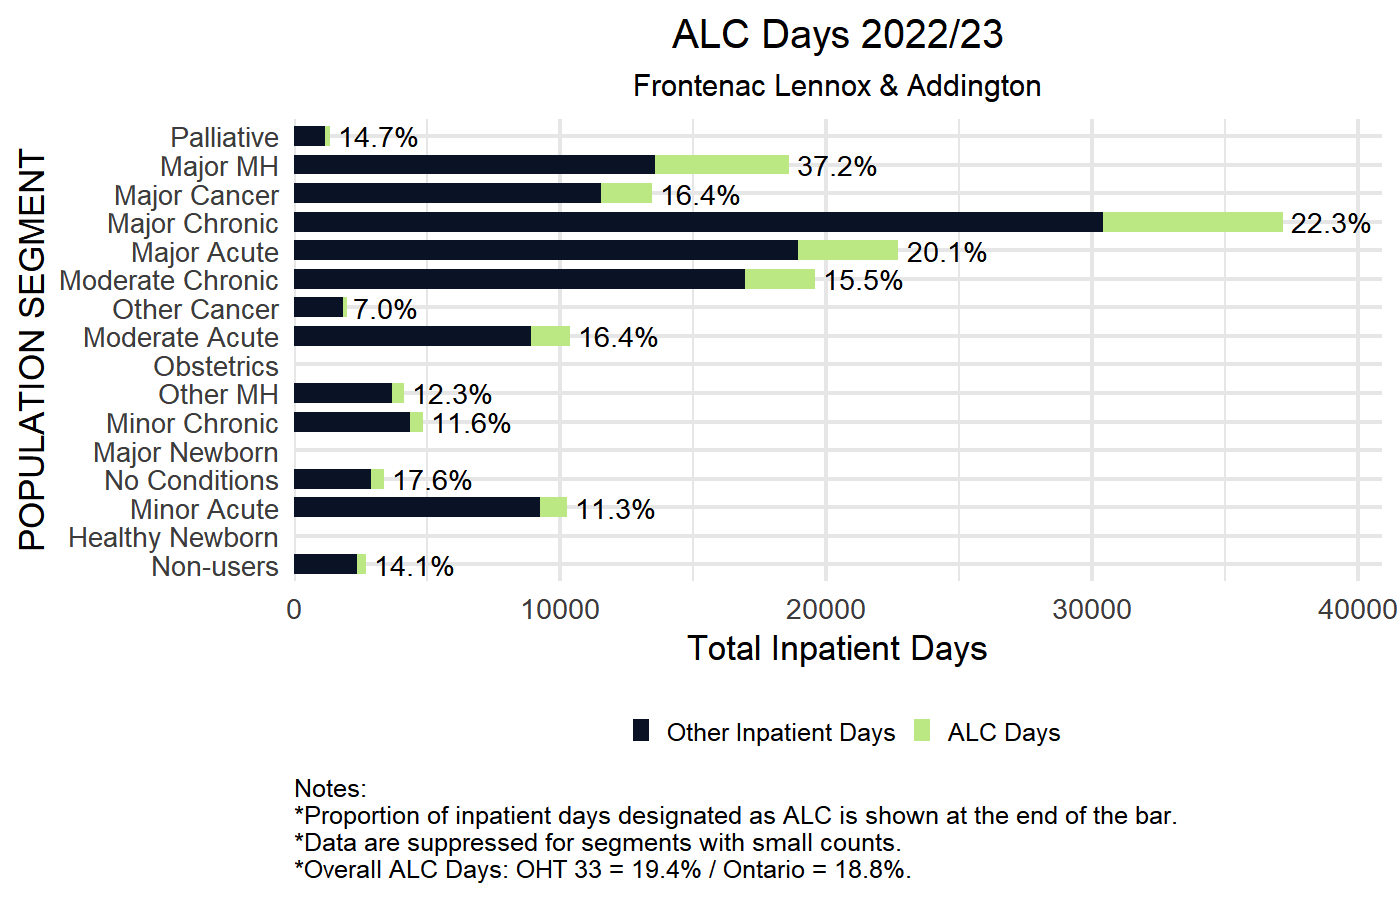 ALC Days 2022/23
Frontenac Lennox & Addington
POPULATION SEGMENT
Palliative 14.7%
Major MH 37.2%
Major Cancer 16.4%
Major Chronic 22.3%
Major Acute 20.1%
Moderate Chronic 15.5%
Other Cancer 7.0%
Moderate Acute 16.4%
Obstetrics
Other MH 12.3%
Minor Chronic 11.6%
Major Newborn
No Conditions 17.6%
Minor Acute 11.3%
Healthy Newborn
Non-users 14.1%
0 10000 20000 30000 40000
Total Inpatient Days
Other Inpatient Days ALC Days
Notes:
*Proportion of inpatient days designated as ALC is shown at the end of the bar.
*Data are suppressed for segments with small counts.
*Overall ALC Days: OHT 33 = 19.4% / Ontario = 18.8%.